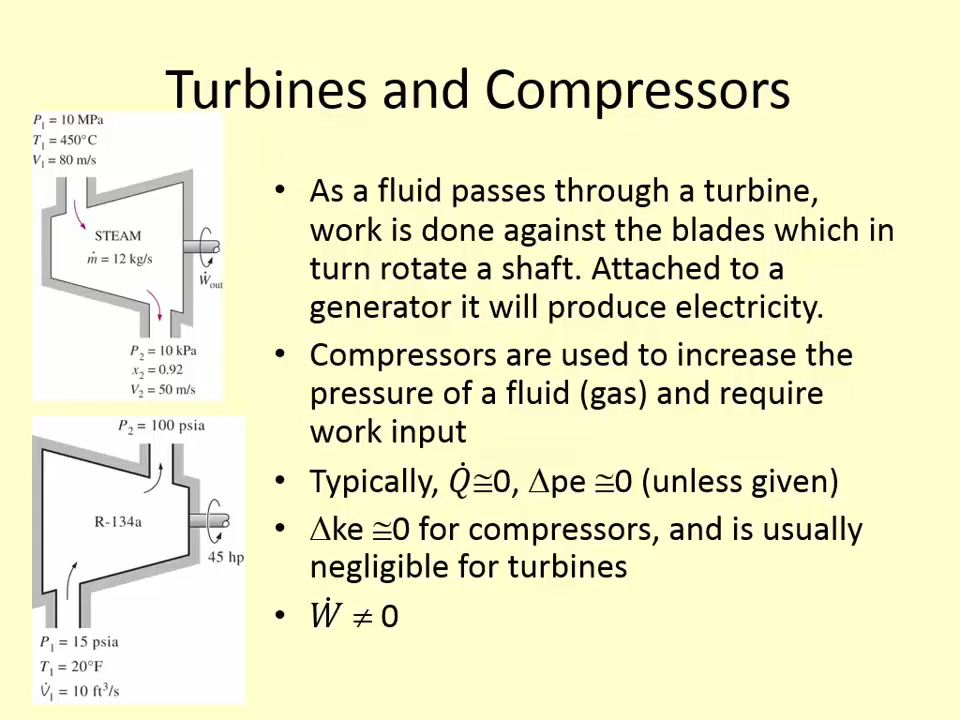 Turbines and Compressors
P₁ = 10 MPa
T₁ = 450°C
V₁ = 80 m/s
STEAM
ṁ = 12 kg/s
Ẇout
P₂ = 10 kPa
x₂ = 0.92
V₂ = 50 m/s
P₂ = 100 psia
R-134a
45 hp
P₁ = 15 psia
T₁ = 20°F
V̇₁ = 10 ft³/s
• As a fluid passes through a turbine,
work is done against the blades which in
turn rotate a shaft. Attached to a
generator it will produce electricity.
• Compressors are used to increase the
pressure of a fluid (gas) and require
work input
• Typically, Q̇≅0, Δpe ≅0 (unless given)
• Δke ≅0 for compressors, and is usually
negligible for turbines
• Ẇ ≠ 0